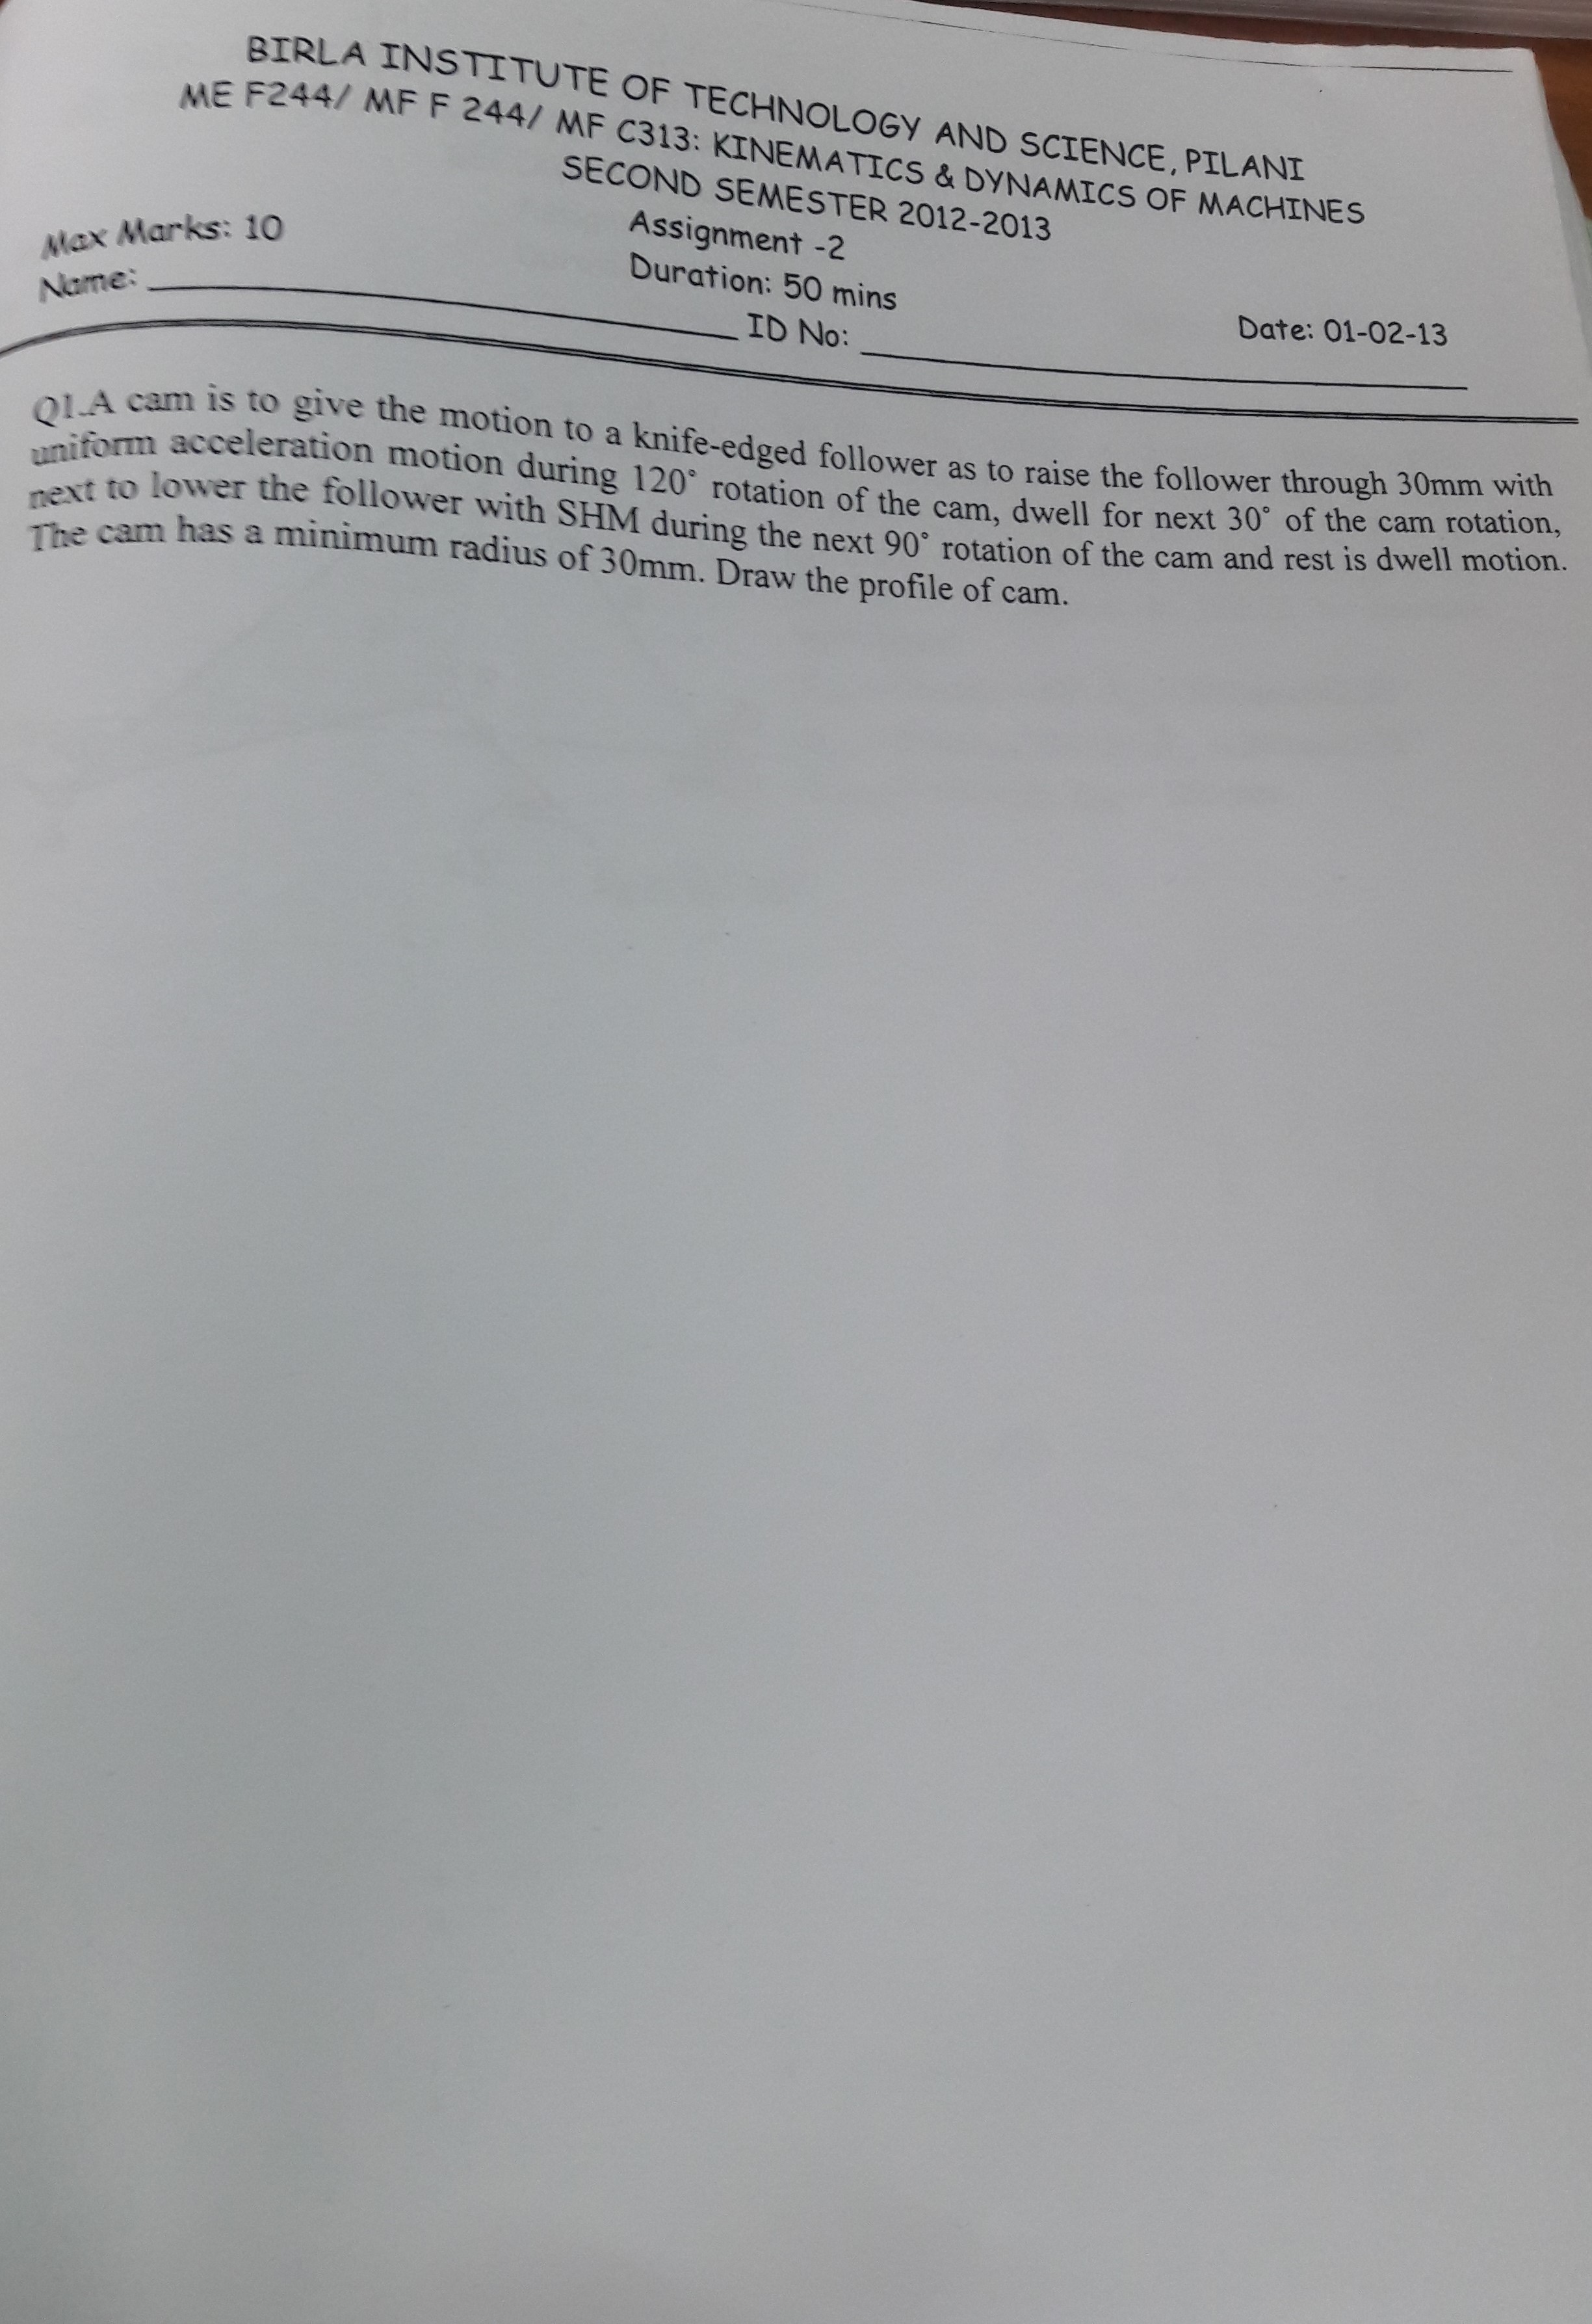 BIRLA INSTITUTE OF TECHNOLOGY AND SCIENCE, PILANI
ME F244/ MF F 244/ MF C313: KINEMATICS & DYNAMICS OF MACHINES
SECOND SEMESTER 2012-2013
Assignment -2
Max Marks: 10 Duration: 50 mins Date: 01-02-13
Name: ID No:
Q1.A cam is to give the motion to a knife-edged follower as to raise the follower through 30mm with
uniform acceleration motion during 120° rotation of the cam, dwell for next 30° of the cam rotation,
next to lower the follower with SHM during the next 90° rotation of the cam and rest is dwell motion.
The cam has a minimum radius of 30mm. Draw the profile of cam.